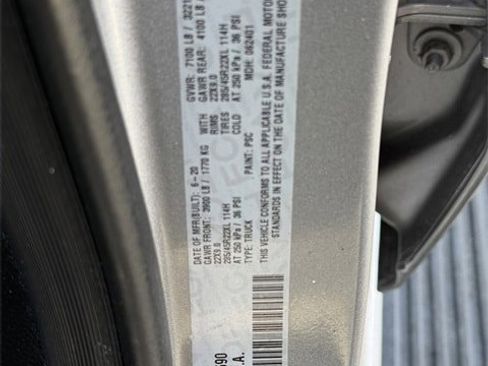 DATE OF MFR(BUILT): 6-20 GVWR: 7100 LB / 3221
GAWR FRONT: 3900 LB / 1770 KG WITH GAWR REAR: 4100 LB /
22X9.0 RIMS 22X9.0
285/45R22XL 114H TIRES 285/45R22XL 114H
AT 250 kPa / 36 PSI COLD AT 250 kPa / 36 PSI
TYPE: TRUCK PAINT: PSC MDH: 062401
THIS VEHICLE CONFORMS TO ALL APPLICABLE U.S.A. FEDERAL MOTOR
STANDARDS IN EFFECT ON THE DATE OF MANUFACTURE SHO
590
.A.